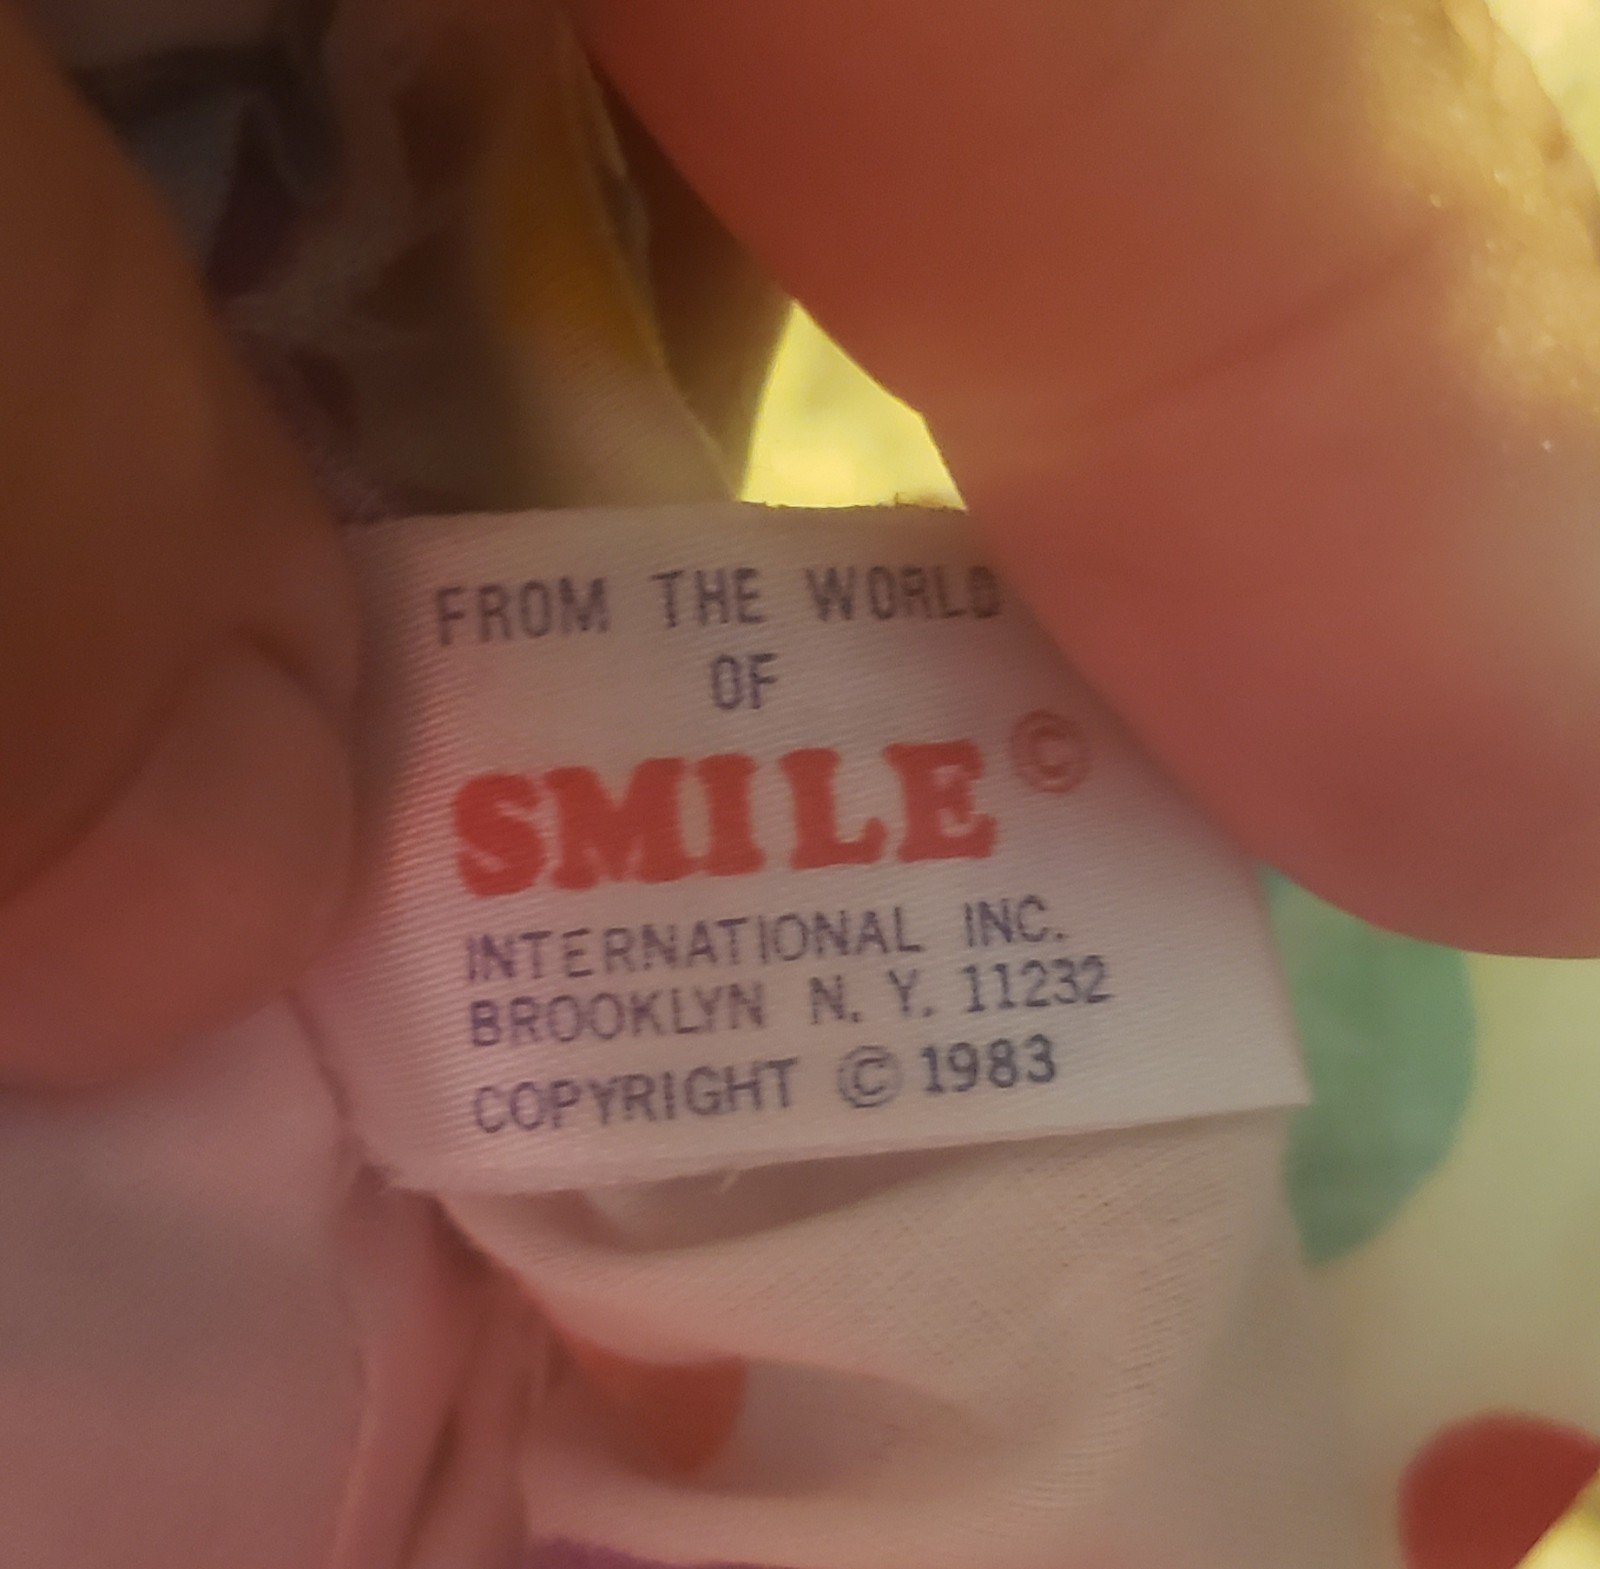 FROM THE WORLD
OF
SMILE ©
INTERNATIONAL INC.
BROOKLYN N. Y. 11232
COPYRIGHT © 1983